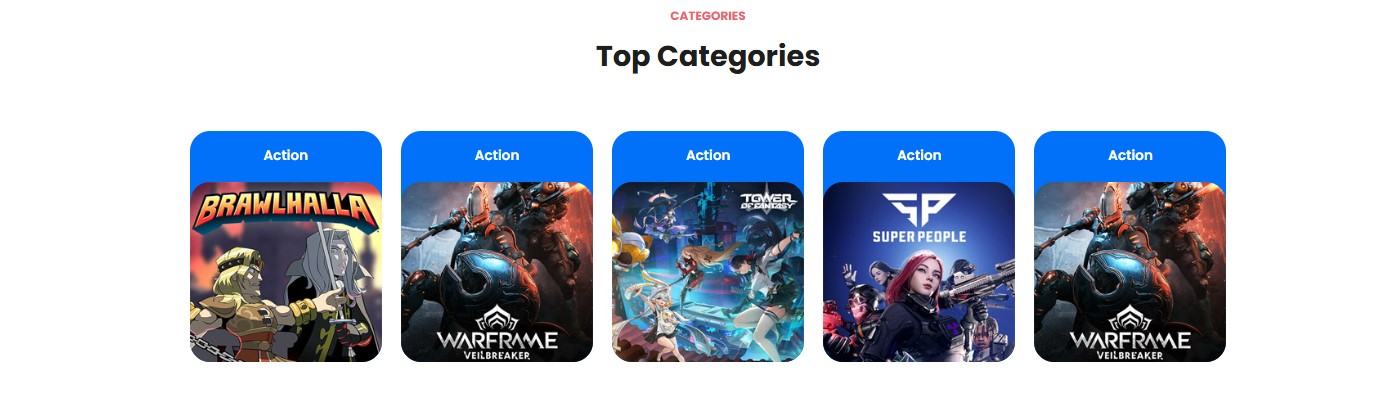 CATEGORIES
Top Categories
Action
Action
Action
Action
Action
BRAWLHALLA
WARFRAME
VEILBREAKER
TOWER
OF FANTASY
SP
SUPER PEOPLE
WARFRAME
VEILBREAKER